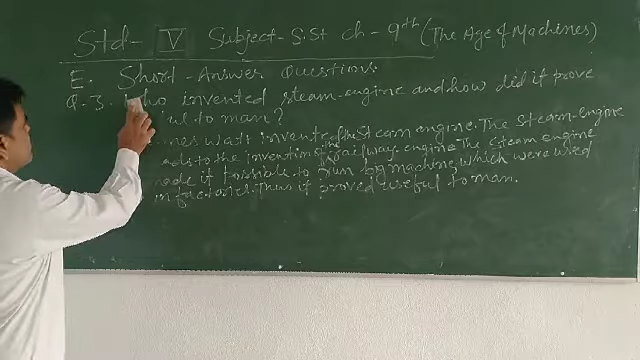 Std- V Subject- S.St ch-9th (The Age of Machines)
E. Short-Answer Questions.
Q.3. Who invented steam-engine and how did it prove
ful to man?
nes watt invented the steam engine. The steam-engine
to the invention of the railway engine. The steam engine
made it possible to run big machine, which were used
in factories. Thus it proved useful to man.